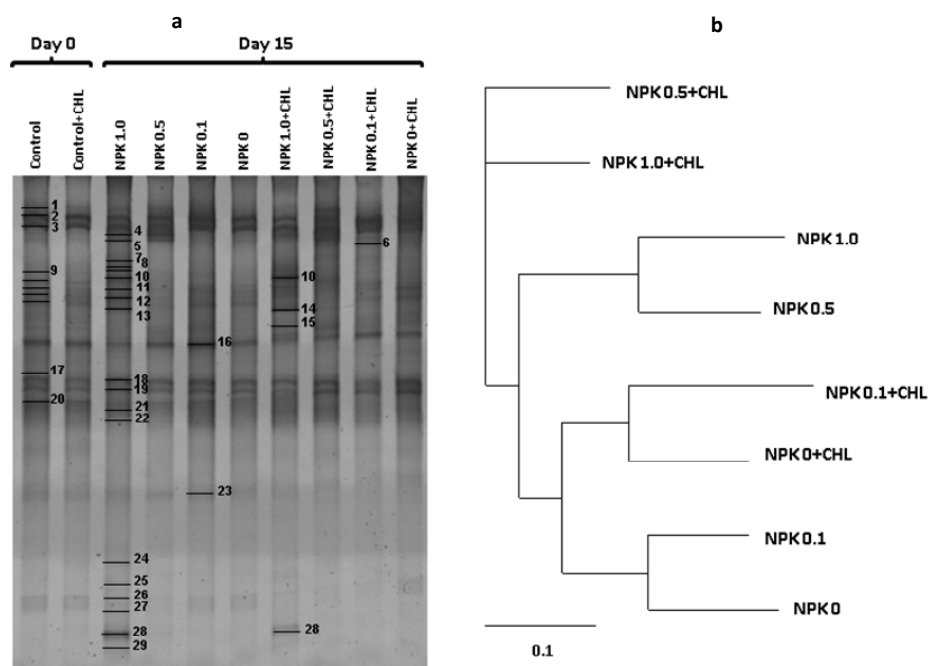 a
Day 0
Day 15
Control
Control+CHL
NPK 1.0
NPK 0.5
NPK 0.1
NPK 0
NPK 1.0+CHL
NPK 0.5+CHL
NPK 0.1+CHL
NPK 0+CHL
1
2
3
4
5
6
7
8
9
10
10
11
12
13
14
15
16
17
18
19
20
21
22
23
24
25
26
27
28
28
29
b
NPK 0.5+CHL
NPK 1.0+CHL
NPK 1.0
NPK 0.5
NPK 0.1+CHL
NPK 0+CHL
NPK 0.1
NPK 0
0.1